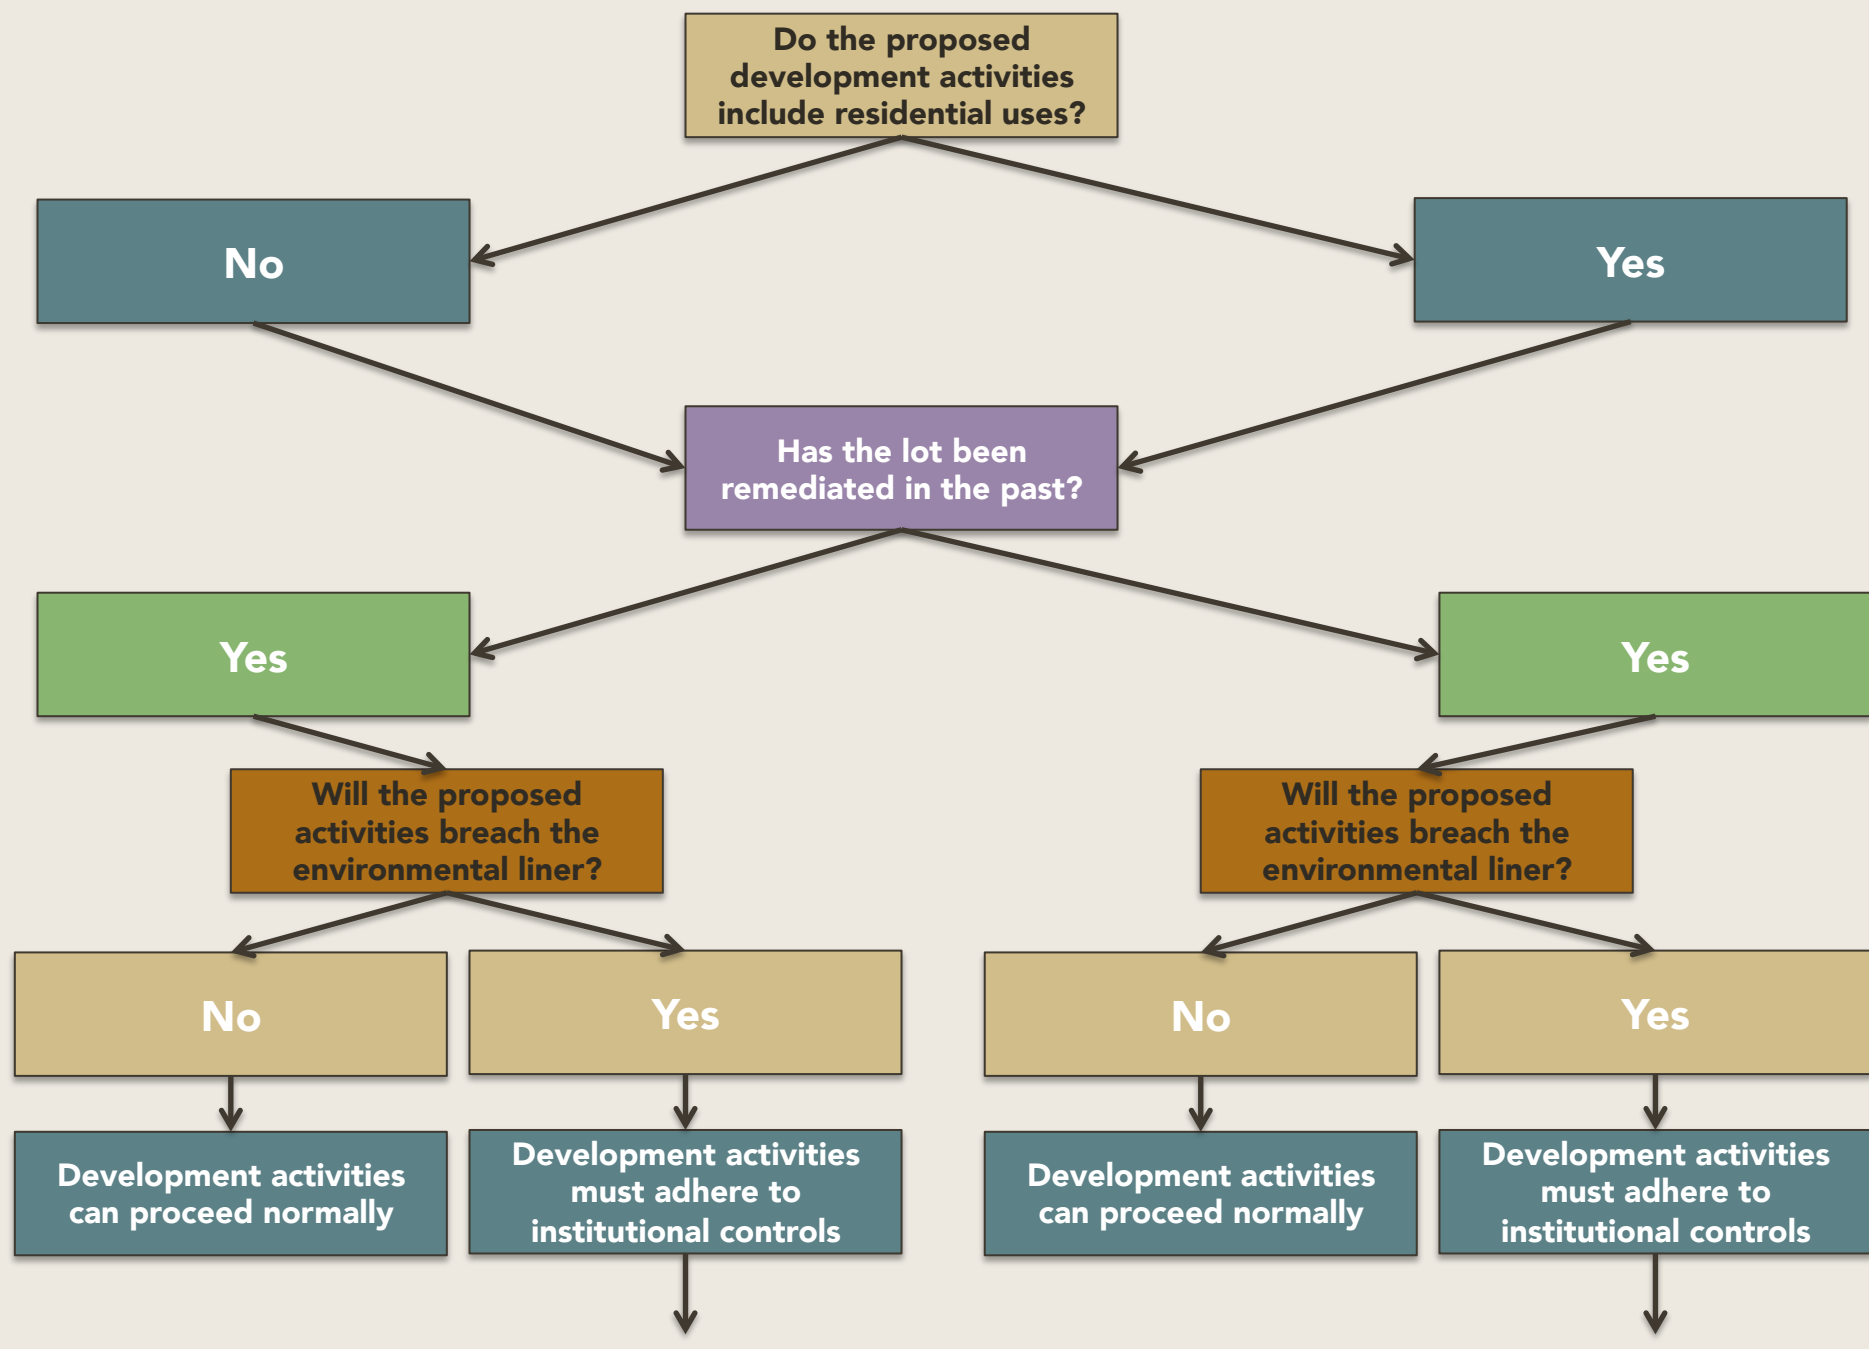 Do the proposed
development activities
include residential uses?
No
Yes
Has the lot been
remediated in the past?
Yes
Yes
Will the proposed
activities breach the
environmental liner?
Will the proposed
activities breach the
environmental liner?
No
Yes
No
Yes
Development activities
can proceed normally
Development activities
must adhere to
institutional controls
Development activities
can proceed normally
Development activities
must adhere to
institutional controls